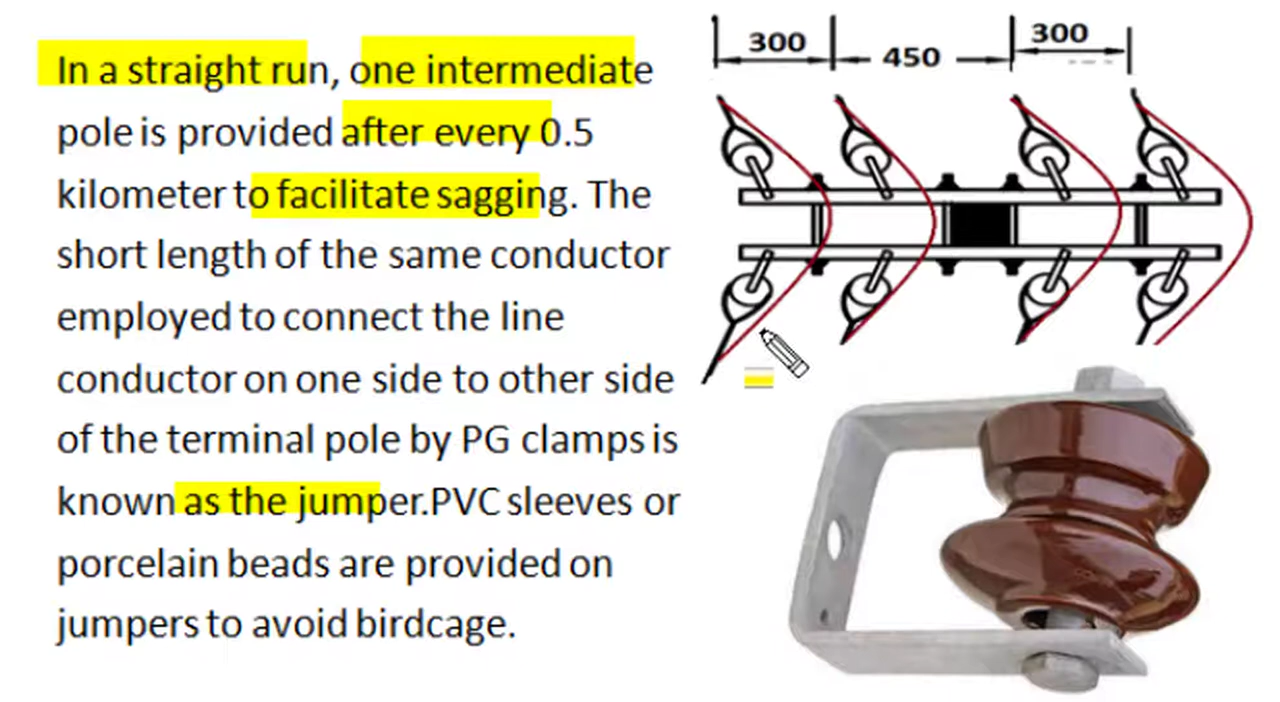 In a straight run, one intermediate
pole is provided after every 0.5
kilometer to facilitate sagging. The
short length of the same conductor
employed to connect the line
conductor on one side to other side
of the terminal pole by PG clamps is
known as the jumper.PVC sleeves or
porcelain beads are provided on
jumpers to avoid birdcage.
300
450
300